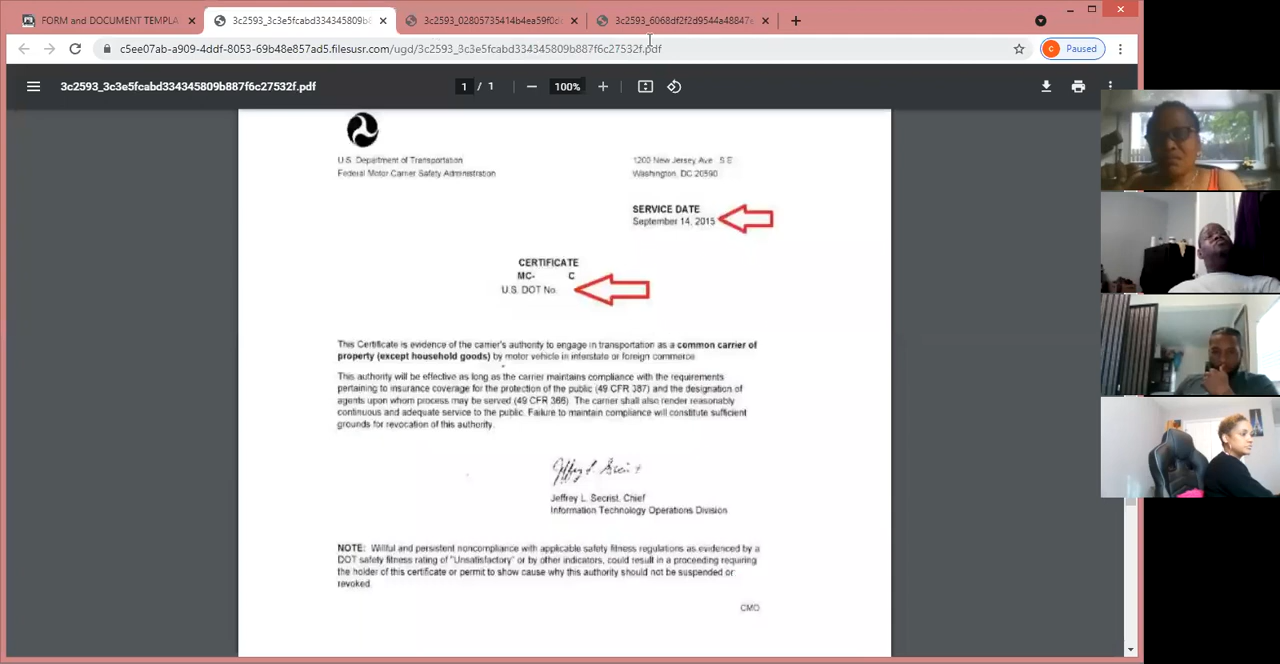 FORM and DOCUMENT TEMPLA
3c2593_3c3e5fcabd334345809b8
3c2593_02805735414b4ea59f0d
3c2593_6068df2f2d9544a48847
c5ee07ab-a909-4ddf-8053-69b48e857ad5.filesusr.com/ugd/3c2593_3c3e5fcabd334345809b887f6c27532f.pdf
C Paused
3c2593_3c3e5fcabd334345809b887f6c27532f.pdf
1 / 1
100%
U.S. Department of Transportation
Federal Motor Carrier Safety Administration
1200 New Jersey Ave S E
Washington, DC 20590
SERVICE DATE
September 14, 2015
CERTIFICATE
MC- C
U.S. DOT No.
This Certificate is evidence of the carrier's authority to engage in transportation as a common carrier of
property (except household goods) by motor vehicle in interstate or foreign commerce
This authority will be effective as long as the carrier maintains compliance with the requirements
pertaining to insurance coverage for the protection of the public (49 CFR 387) and the designation of
agents upon whom process may be served (49 CFR 366). The carrier shall also render reasonably
continuous and adequate service to the public. Failure to maintain compliance will constitute sufficient
grounds for revocation of this authority.
Jeffrey L. Secrist, Chief
Information Technology Operations Division
NOTE: Willful and persistent noncompliance with applicable safety fitness regulations as evidenced by a
DOT safety fitness rating of "Unsatisfactory" or by other indicators, could result in a proceeding requiring
the holder of this certificate or permit to show cause why this authority should not be suspended or
revoked.
CMO